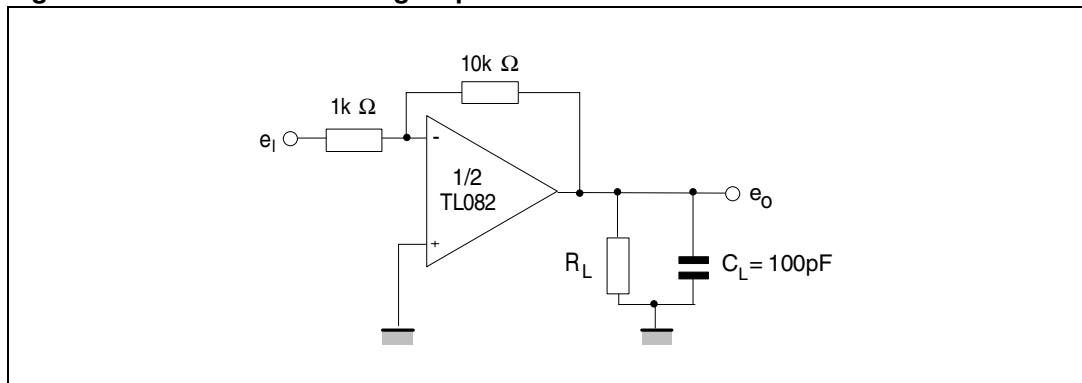 10k Ω
1k Ω
eI
-
1/2
TL082
eo
+
RL
CL= 100pF